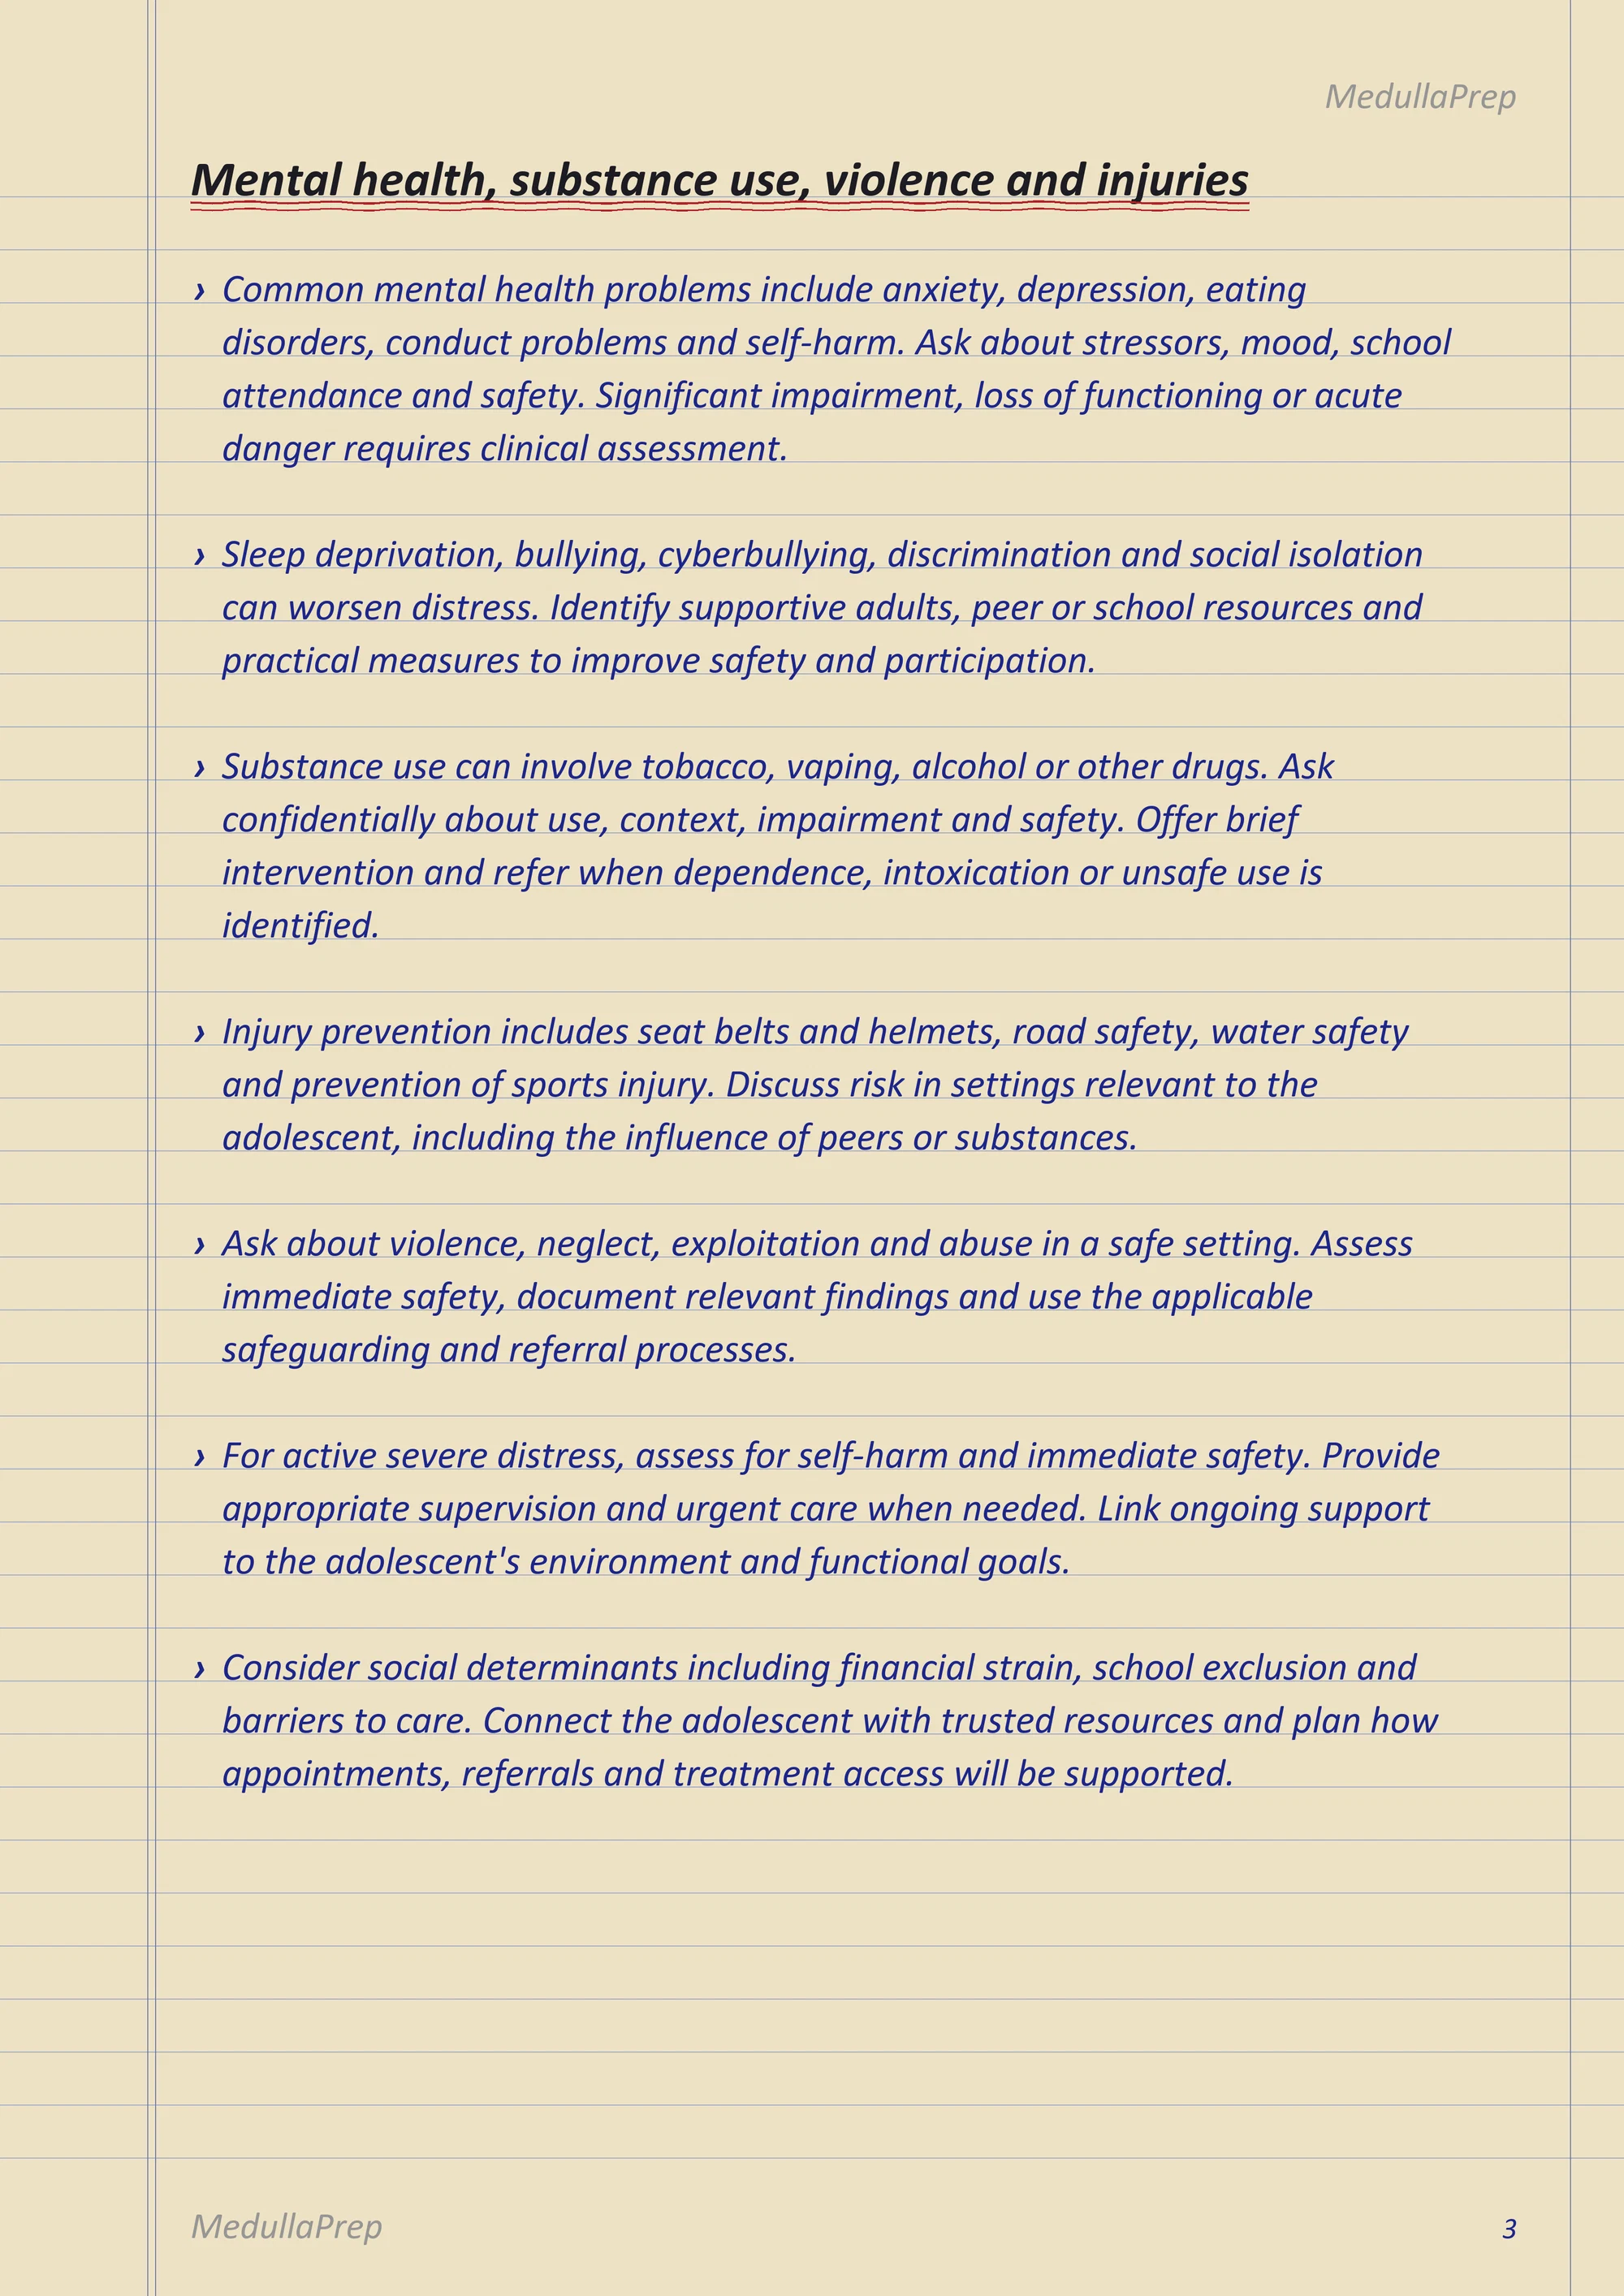 MedullaPrep
Mental health, substance use, violence and injuries
› Common mental health problems include anxiety, depression, eating
disorders, conduct problems and self-harm. Ask about stressors, mood, school
attendance and safety. Significant impairment, loss of functioning or acute
danger requires clinical assessment.
› Sleep deprivation, bullying, cyberbullying, discrimination and social isolation
can worsen distress. Identify supportive adults, peer or school resources and
practical measures to improve safety and participation.
› Substance use can involve tobacco, vaping, alcohol or other drugs. Ask
confidentially about use, context, impairment and safety. Offer brief
intervention and refer when dependence, intoxication or unsafe use is
identified.
› Injury prevention includes seat belts and helmets, road safety, water safety
and prevention of sports injury. Discuss risk in settings relevant to the
adolescent, including the influence of peers or substances.
› Ask about violence, neglect, exploitation and abuse in a safe setting. Assess
immediate safety, document relevant findings and use the applicable
safeguarding and referral processes.
› For active severe distress, assess for self-harm and immediate safety. Provide
appropriate supervision and urgent care when needed. Link ongoing support
to the adolescent's environment and functional goals.
› Consider social determinants including financial strain, school exclusion and
barriers to care. Connect the adolescent with trusted resources and plan how
appointments, referrals and treatment access will be supported.
MedullaPrep
3